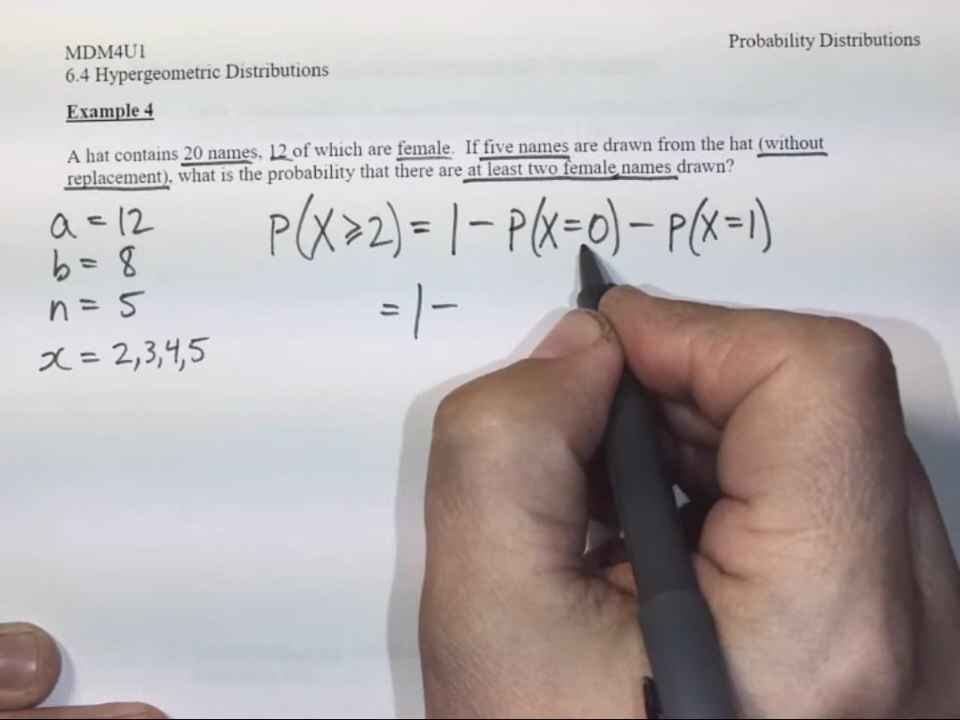 MDM4U1
Probability Distributions
6.4 Hypergeometric Distributions
Example 4
A hat contains 20 names, 12 of which are female. If five names are drawn from the hat (without
replacement), what is the probability that there are at least two female names drawn?
a = 12
b = 8
n = 5
x = 2,3,4,5
P(X≥2) = 1 - P(X=0) - P(X=1)
= 1 -